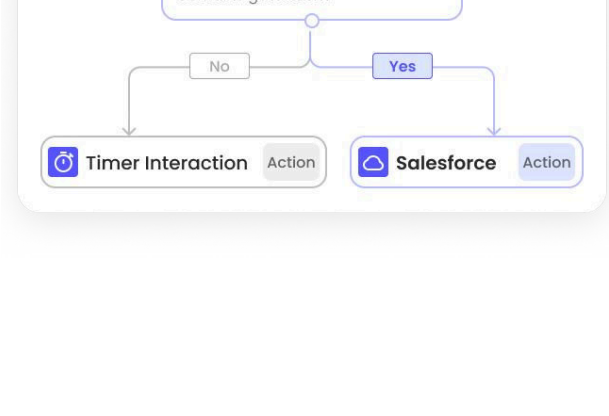 No
Yes
Timer Interaction Action
Salesforce Action